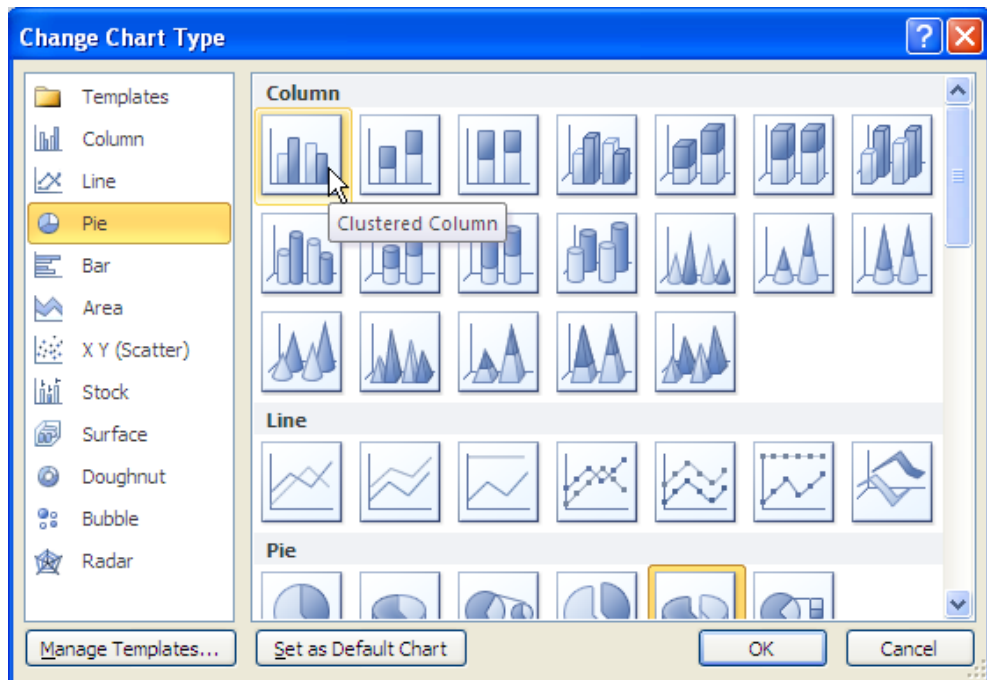 Change Chart Type
Templates
Column
Line
Pie
Bar
Area
X Y (Scatter)
Stock
Surface
Doughnut
Bubble
Radar
Column
Clustered Column
Line
Pie
Manage Templates...
Set as Default Chart
OK
Cancel